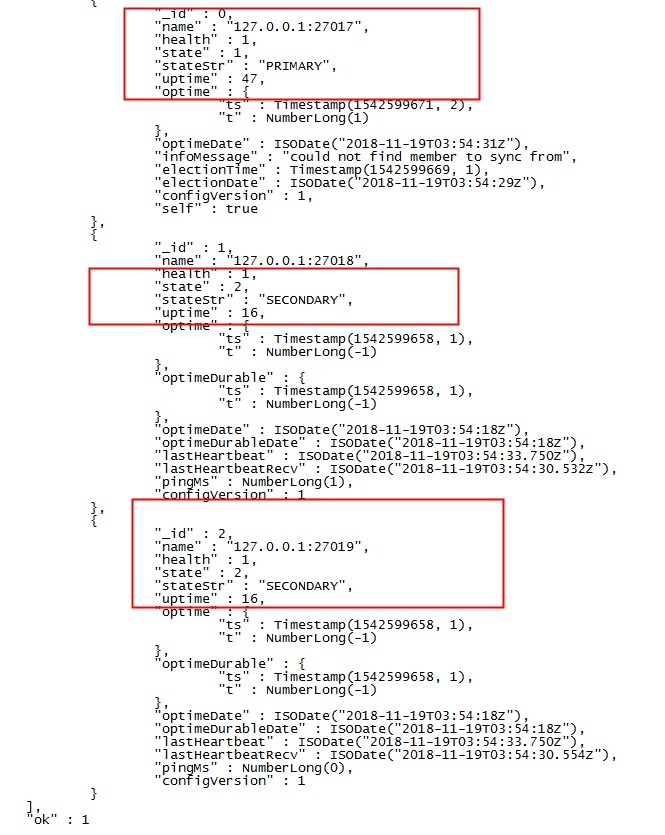 {
"_id" : 0,
"name" : "127.0.0.1:27017",
"health" : 1,
"state" : 1,
"stateStr" : "PRIMARY",
"uptime" : 47,
"optime" : {
"ts" : Timestamp(1542599671, 2),
"t" : NumberLong(1)
},
"optimeDate" : ISODate("2018-11-19T03:54:31Z"),
"infoMessage" : "could not find member to sync from",
"electionTime" : Timestamp(1542599669, 1),
"electionDate" : ISODate("2018-11-19T03:54:29Z"),
"configVersion" : 1,
"self" : true
},
{
"_id" : 1,
"name" : "127.0.0.1:27018",
"health" : 1,
"state" : 2,
"stateStr" : "SECONDARY",
"uptime" : 16,
"optime" : {
"ts" : Timestamp(1542599658, 1),
"t" : NumberLong(-1)
},
"optimeDurable" : {
"ts" : Timestamp(1542599658, 1),
"t" : NumberLong(-1)
},
"optimeDate" : ISODate("2018-11-19T03:54:18Z"),
"optimeDurableDate" : ISODate("2018-11-19T03:54:18Z"),
"lastHeartbeat" : ISODate("2018-11-19T03:54:33.750Z"),
"lastHeartbeatRecv" : ISODate("2018-11-19T03:54:30.532Z"),
"pingMs" : NumberLong(1),
"configVersion" : 1
},
{
"_id" : 2,
"name" : "127.0.0.1:27019",
"health" : 1,
"state" : 2,
"stateStr" : "SECONDARY",
"uptime" : 16,
"optime" : {
"ts" : Timestamp(1542599658, 1),
"t" : NumberLong(-1)
},
"optimeDurable" : {
"ts" : Timestamp(1542599658, 1),
"t" : NumberLong(-1)
},
"optimeDate" : ISODate("2018-11-19T03:54:18Z"),
"optimeDurableDate" : ISODate("2018-11-19T03:54:18Z"),
"lastHeartbeat" : ISODate("2018-11-19T03:54:33.750Z"),
"lastHeartbeatRecv" : ISODate("2018-11-19T03:54:30.554Z"),
"pingMs" : NumberLong(0),
"configVersion" : 1
}
],
"ok" : 1